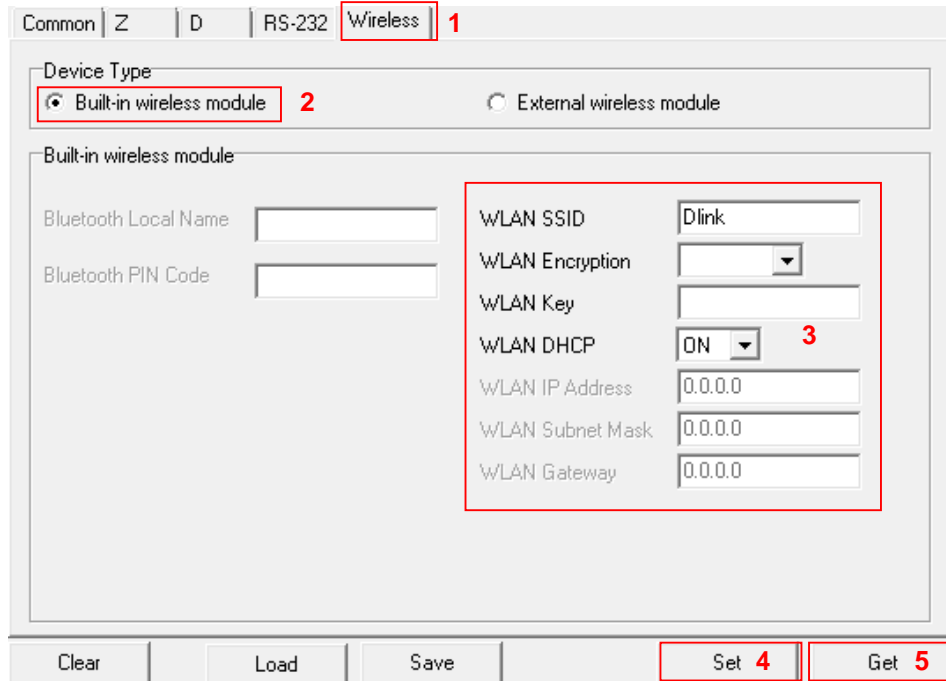 Common Z D RS-232 Wireless 1
Device Type
Built-in wireless module 2 External wireless module
Built-in wireless module
Bluetooth Local Name
Bluetooth PIN Code
WLAN SSID Dlink
WLAN Encryption
WLAN Key
WLAN DHCP ON 3
WLAN IP Address 0.0.0.0
WLAN Subnet Mask 0.0.0.0
WLAN Gateway 0.0.0.0
Clear Load Save Set 4 Get 5